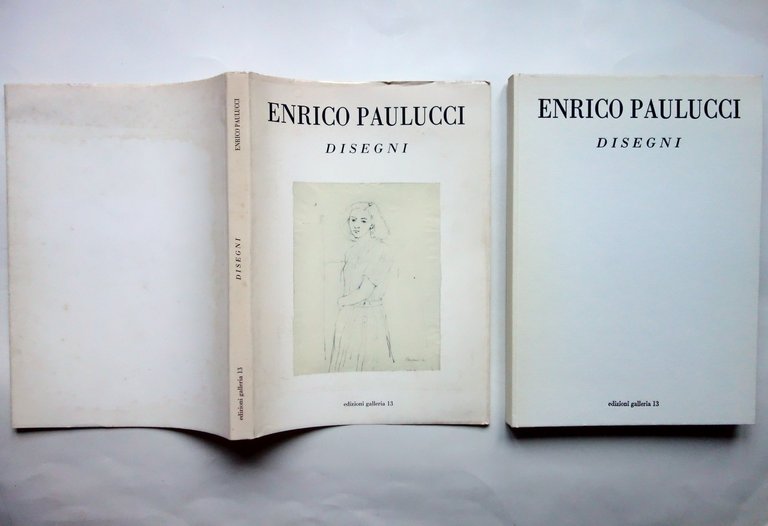 ENRICO PAULUCCI
DISEGNI
edizioni galleria 13
ENRICO PAULUCCI
DISEGNI
edizioni galleria 13
ENRICO PAULUCCI
DISEGNI
edizioni galleria 13